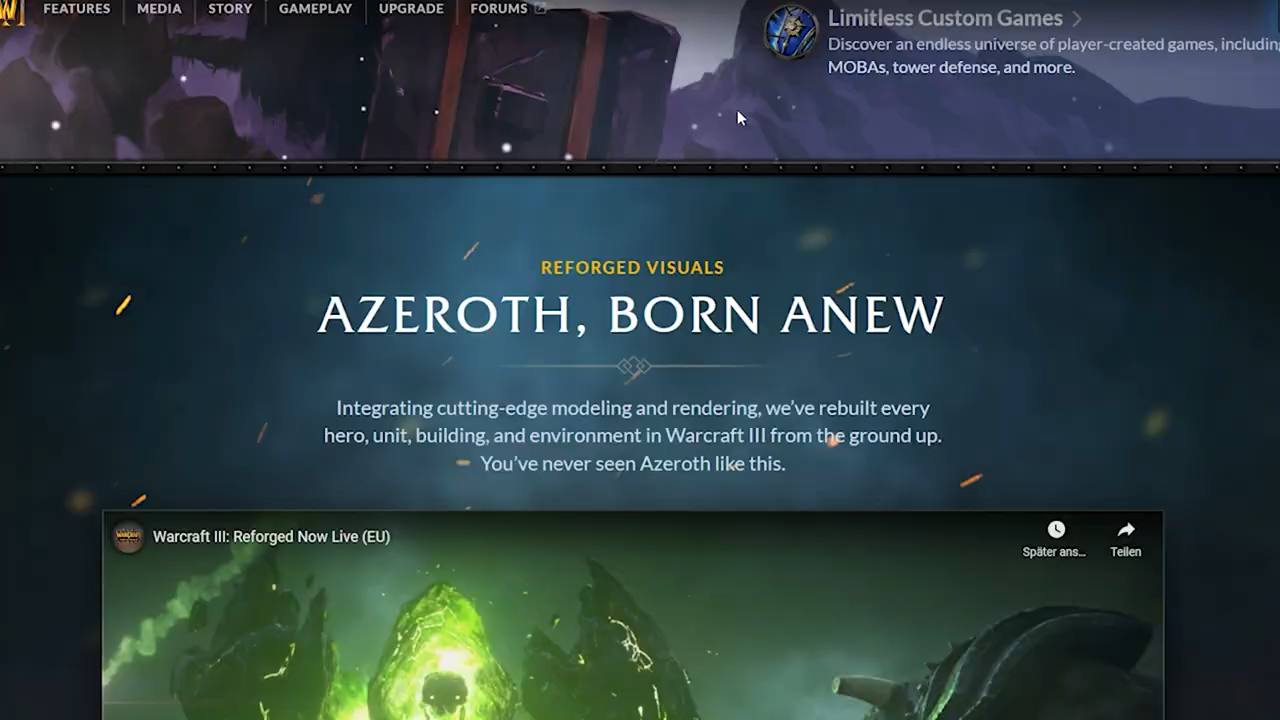 FEATURES MEDIA STORY GAMEPLAY UPGRADE FORUMS
Limitless Custom Games
Discover an endless universe of player-created games, includin
MOBAs, tower defense, and more.
REFORGED VISUALS
AZEROTH, BORN ANEW
Integrating cutting-edge modeling and rendering, we’ve rebuilt every
hero, unit, building, and environment in Warcraft III from the ground up.
You’ve never seen Azeroth like this.
Warcraft III: Reforged Now Live (EU)
Später ans... Teilen